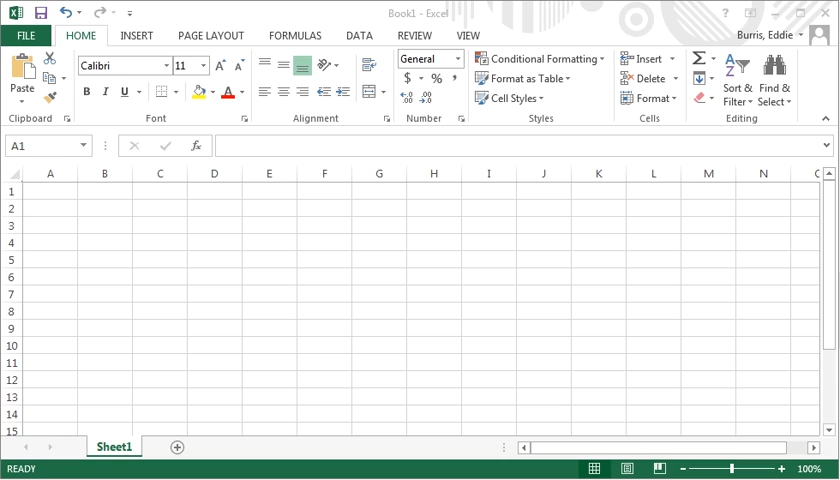 Book1 - Excel
FILE HOME INSERT PAGE LAYOUT FORMULAS DATA REVIEW VIEW Burris, Eddie
Calibri 11 General Conditional Formatting Insert
$ % , Format as Table Delete
Paste B I U A Cell Styles Format Sort & Filter Find & Select
Clipboard Font Alignment Number Styles Cells Editing
A1 fx
A B C D E F G H I J K L M N
1
2
3
4
5
6
7
8
9
10
11
12
13
14
15
Sheet1
READY 100%